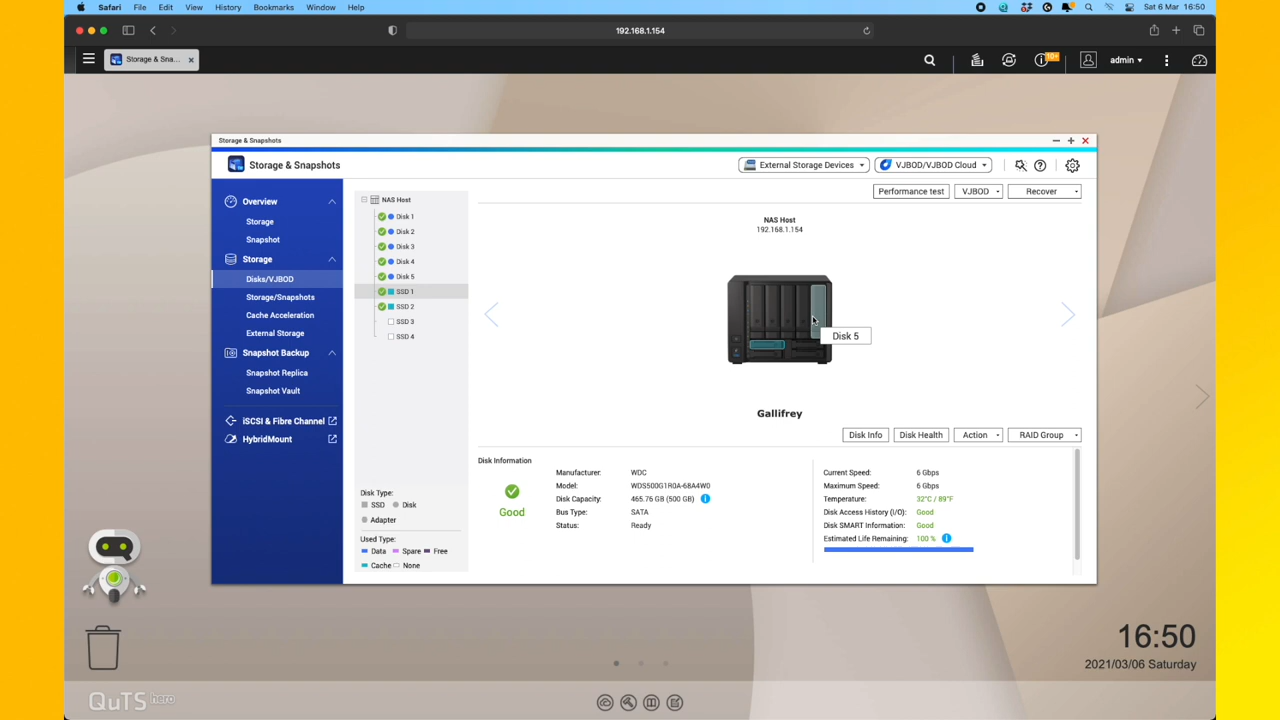 Safari File Edit View History Bookmarks Window Help
Sat 6 Mar 16:50
192.168.1.154
Storage & Sna...
10+
admin
Storage & Snapshots
Storage & Snapshots
External Storage Devices
VJBOD/VJBOD Cloud
Performance test
VJBOD
Recover
Overview
Storage
Snapshot
Storage
Disks/VJBOD
Storage/Snapshots
Cache Acceleration
External Storage
Snapshot Backup
Snapshot Replica
Snapshot Vault
iSCSI & Fibre Channel
HybridMount
NAS Host
Disk 1
Disk 2
Disk 3
Disk 4
Disk 5
SSD 1
SSD 2
SSD 3
SSD 4
Disk Type:
SSD Disk
Adapter
Used Type:
Data Spare Free
Cache None
NAS Host
192.168.1.154
Disk 5
Gallifrey
Disk Info
Disk Health
Action
RAID Group
Disk Information
Good
Manufacturer: WDC
Model: WDS500G1R0A-68A4W0
Disk Capacity: 465.76 GB (500 GB)
Bus Type: SATA
Status: Ready
Current Speed: 6 Gbps
Maximum Speed: 6 Gbps
Temperature: 32°C / 89°F
Disk Access History (I/O): Good
Disk SMART Information: Good
Estimated Life Remaining: 100 %
16:50
2021/03/06 Saturday
QuTS hero